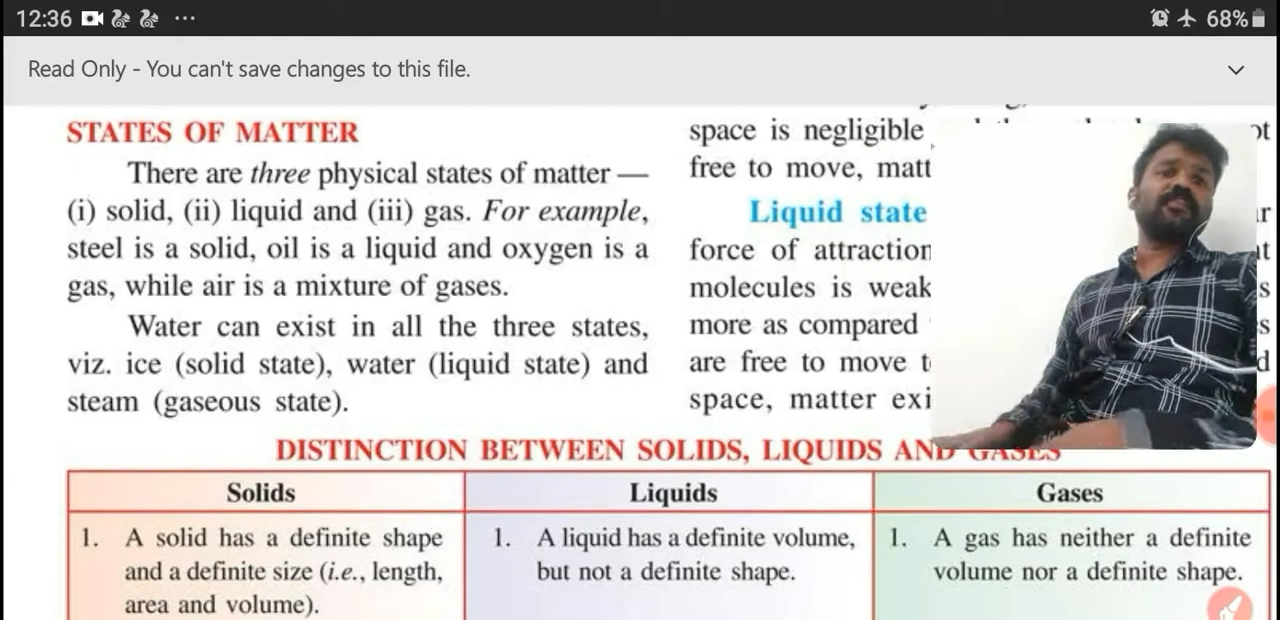 12:36 ... 68%
Read Only - You can't save changes to this file.
STATES OF MATTER
There are three physical states of matter —
(i) solid, (ii) liquid and (iii) gas. For example,
steel is a solid, oil is a liquid and oxygen is a
gas, while air is a mixture of gases.
Water can exist in all the three states,
viz. ice (solid state), water (liquid state) and
steam (gaseous state).
space is negligible
free to move,
Liquid state
force of attraction
molecules is weak
more as compared
are free to move
space, matter
DISTINCTION BETWEEN SOLIDS, LIQUIDS AND GASES
Solids
Liquids
Gases
1. A solid has a definite shape
and a definite size (i.e., length,
area and volume).
1. A liquid has a definite volume,
but not a definite shape.
1. A gas has neither a definite
volume nor a definite shape.